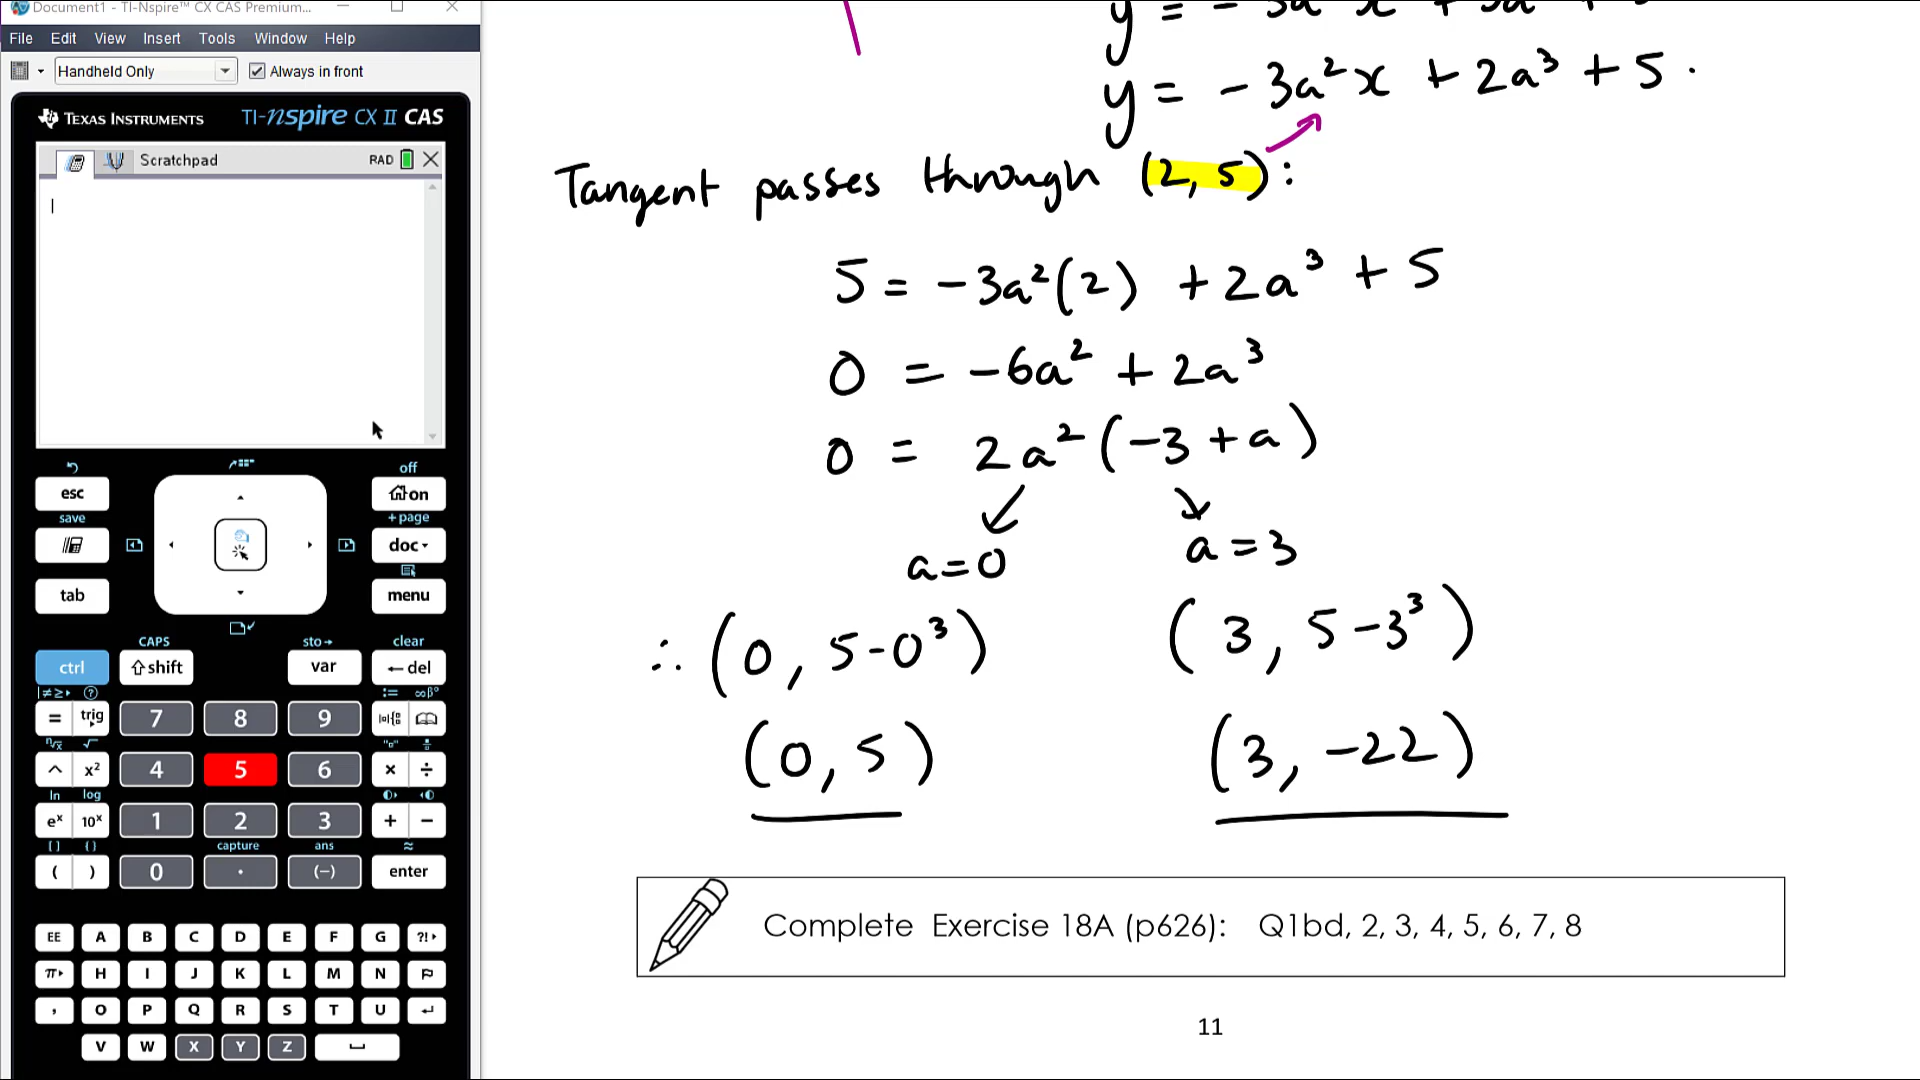 Document1 - TI-Nspire™ CX CAS Premium...
File Edit View Insert Tools Window Help
Handheld Only Always in front
TEXAS INSTRUMENTS TI-nspire CX II CAS
Scratchpad RAD
off
esc on
save +page
doc
tab menu
CAPS sto→ clear
ctrl shift var ←del
= trig 7 8 9
^ x² 4 5 6 × ÷
ln log
eˣ 10ˣ 1 2 3 + −
[] {} capture ans ≈
( ) 0 . (−) enter
EE A B C D E F G ?!
π H I J K L M N
, O P Q R S T U
V W X Y Z
y = -3a²x + 2a³ + 5.
Tangent passes through (2, 5):
5 = -3a²(2) + 2a³ + 5
0 = -6a² + 2a³
0 = 2a²(-3 + a)
a=0 a=3
∴ (0, 5-0³) (3, 5-3³)
(0, 5) (3, -22)
Complete Exercise 18A (p626): Q1bd, 2, 3, 4, 5, 6, 7, 8
11